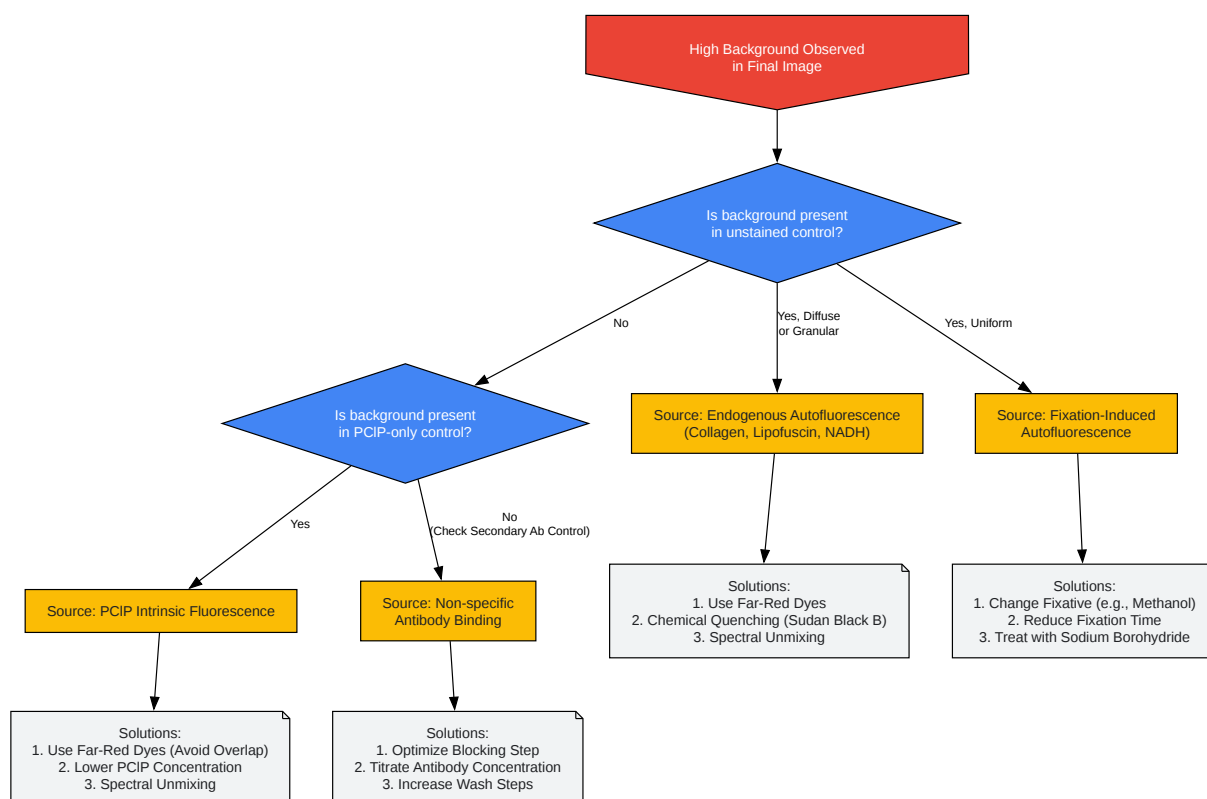 High Background Observed
in Final Image
Is background present
in unstained control?
No
Yes, Diffuse
or Granular
Yes, Uniform
Is background present
in PClP-only control?
Source: Endogenous Autofluorescence
(Collagen, Lipofuscin, NADH)
Source: Fixation-Induced
Autofluorescence
Yes
No
(Check Secondary Ab Control)
Source: PClP Intrinsic Fluorescence
Source: Non-specific
Antibody Binding
Solutions:
1. Use Far-Red Dyes
2. Chemical Quenching (Sudan Black B)
3. Spectral Unmixing
Solutions:
1. Change Fixative (e.g., Methanol)
2. Reduce Fixation Time
3. Treat with Sodium Borohydride
Solutions:
1. Use Far-Red Dyes (Avoid Overlap)
2. Lower PClP Concentration
3. Spectral Unmixing
Solutions:
1. Optimize Blocking Step
2. Titrate Antibody Concentration
3. Increase Wash Steps